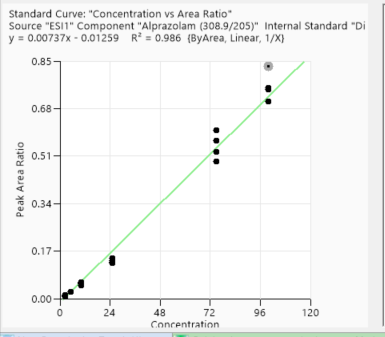 Standard Curve: "Concentration vs Area Ratio"
Source "ESI1" Component "Alprazolam (308.9/205)" Internal Standard "Di
y = 0.00737x - 0.01259 R² = 0.986 {ByArea, Linear, 1/X}
0.85
0.68
0.51
0.34
0.17
0.00
Peak Area Ratio
0 24 48 72 96 120
Concentration